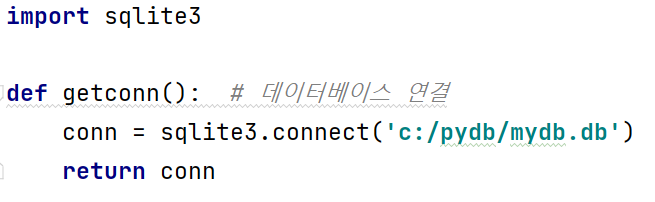 import sqlite3
def getconn():  # 데이터베이스 연결
    conn = sqlite3.connect('c:/pydb/mydb.db')
    return conn